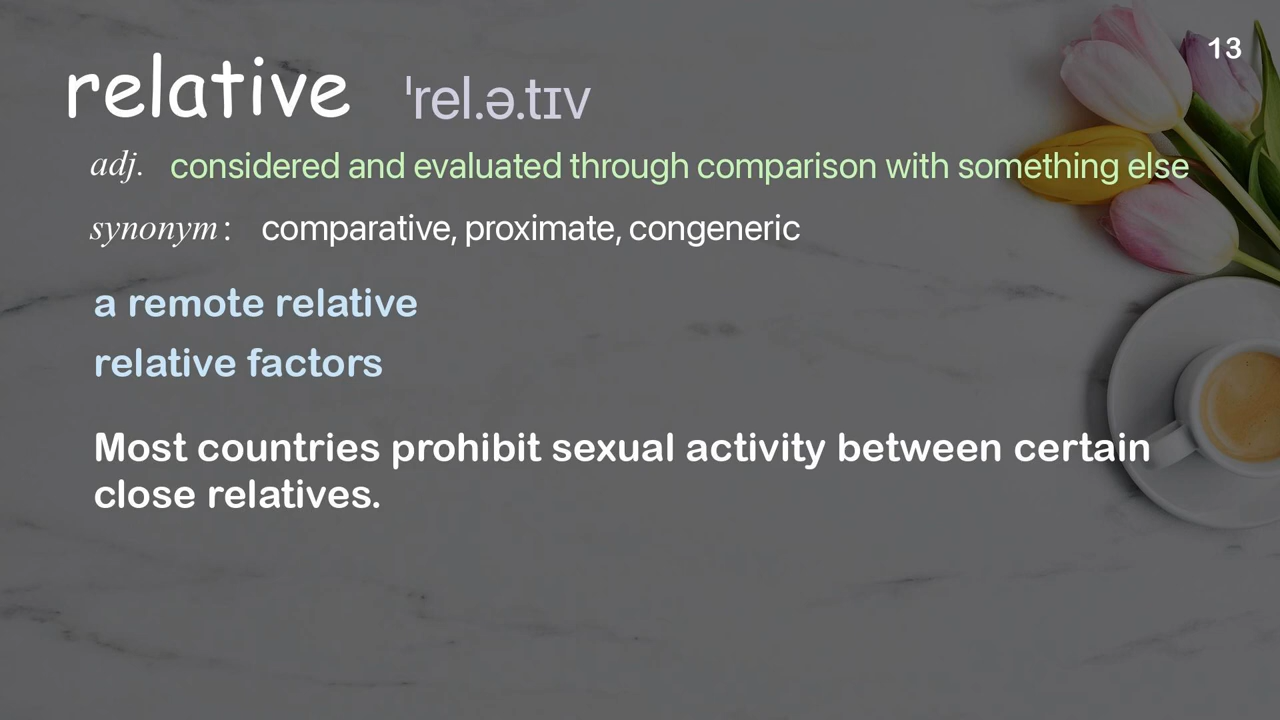 13
relative ˈrel.ə.tɪv
adj. considered and evaluated through comparison with something else
synonym: comparative, proximate, congeneric
a remote relative
relative factors
Most countries prohibit sexual activity between certain
close relatives.